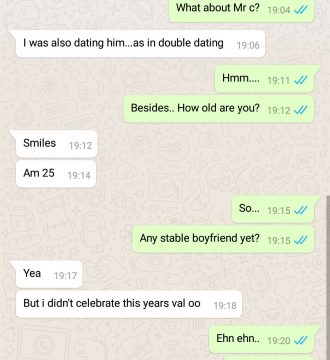 What about Mr c? 19:04
I was also dating him...as in double dating 19:06
Hmm.... 19:11
Besides.. How old are you? 19:12
Smiles 19:12
Am 25 19:14
So... 19:15
Any stable boyfriend yet? 19:15
Yea 19:17
But i didn't celebrate this years val oo 19:18
Ehn ehn.. 19:20